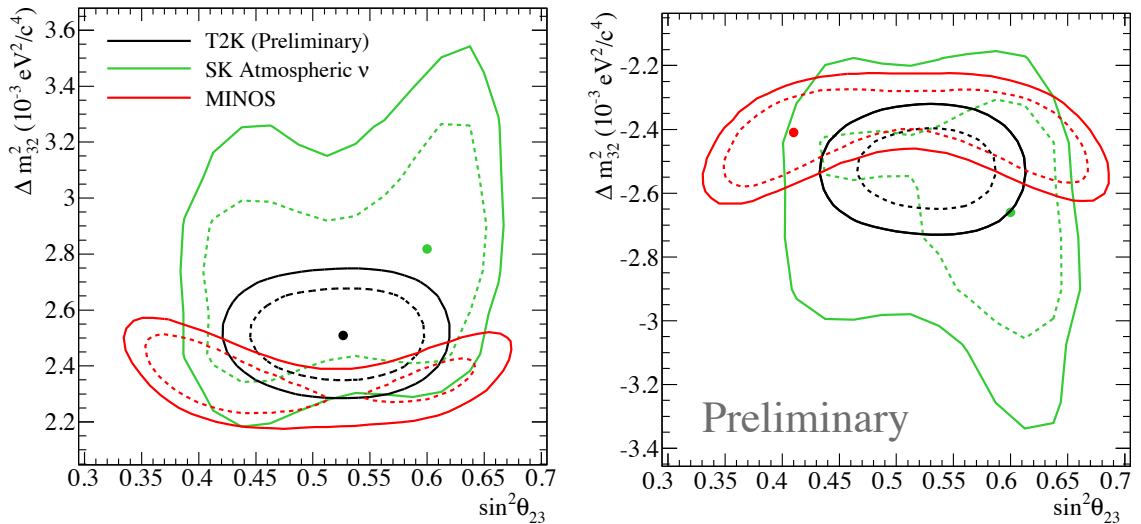 T2K (Preliminary)
SK Atmospheric ν
MINOS
Δ m²₃₂ (10⁻³ eV²/c⁴)
3.6
3.4
3.2
3
2.8
2.6
2.4
2.2
0.3 0.35 0.4 0.45 0.5 0.55 0.6 0.65 0.7
sin²θ₂₃
Δ m²₃₂ (10⁻³ eV²/c⁴)
-2.2
-2.4
-2.6
-2.8
-3
-3.2
-3.4
Preliminary
0.3 0.35 0.4 0.45 0.5 0.55 0.6 0.65 0.7
sin²θ₂₃